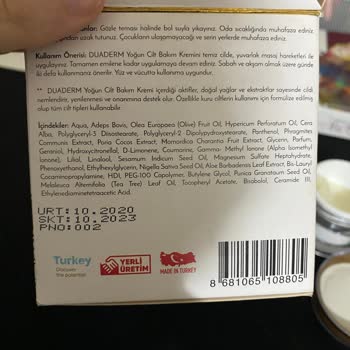 Gözle teması halinde bol suyla yıkayınız. Oda sıcaklığında muhafaza ediniz.
uzak tutunuz. Çocukların ulaşamayacağı ve serin yerlerde muhafaza ediniz.
Kullanım Önerisi: DUADERM Yoğun Cilt Bakım Kremini temiz cilde, yuvarlak masaj hareketleri ile
uygulayınız. Tamamen emilene kadar uygulamaya devam ediniz. Sabah ve akşam olmak üzere günde
iki defa kullanmanız önerilir. Yüz ve vücutta kullanıma uygundur.
** DUADERM Yoğun Cilt Bakım Kremi içerdiği aktifler, doğal yağlar ve ekstraktlar sayesinde cildi
nemlendirir, yenilenmesi ve onarımına destek olur. Özellikle kuru ciltlerin kullanımı için formülize edilmiş
olup tüm cilt tipleri kullanabilir.
İçindekiler: Aqua, Adeps Bovis, Olea Europaea (Olive) Fruit Oil, Hypericum Perforatum Oil, Cera
Alba, Polyglyceryl-3 Diisostearate, Polyglyceryl-2 Dipolyhydroxystearate, Panthenol, Phragmites
Communis Extract, Poria Cocos Extract, Momordica Charantia Fruit Extract, Glycerin, Parfum,
Geraniol, Hydroxycitronellal, D-Limonene, Coumarine, Gamma- Methyl Ionone (Alpha Isomethyl
Ionone), Lilial, Linalool, Sesamum Indicum Seed Oil, Magnesium Sulfate Heptahydrate,
Phenoxyethanol, Ethylhexylglycerin, Nigella Sativa Seed Oil, Aloe Barbadensis Leaf Extract, Bis-Lauryl
Cocaminopropylamine, HDI, PEG-100 Copolymer, Butylene Glycol, Punica Granatum Seed Oil,
Melaleuca Alternifolia (Tea Tree) Leaf Oil, Tocopheryl Acetate, Bisabolol, Ceramide III,
Ethylenediaminetetraacetic Acid.
URT:10.2020
SKT:10.2023
PNO:002
Turkey
Discover
the potential
YERLİ
ÜRETİM
MADE IN TURKEY
8 681065 108805